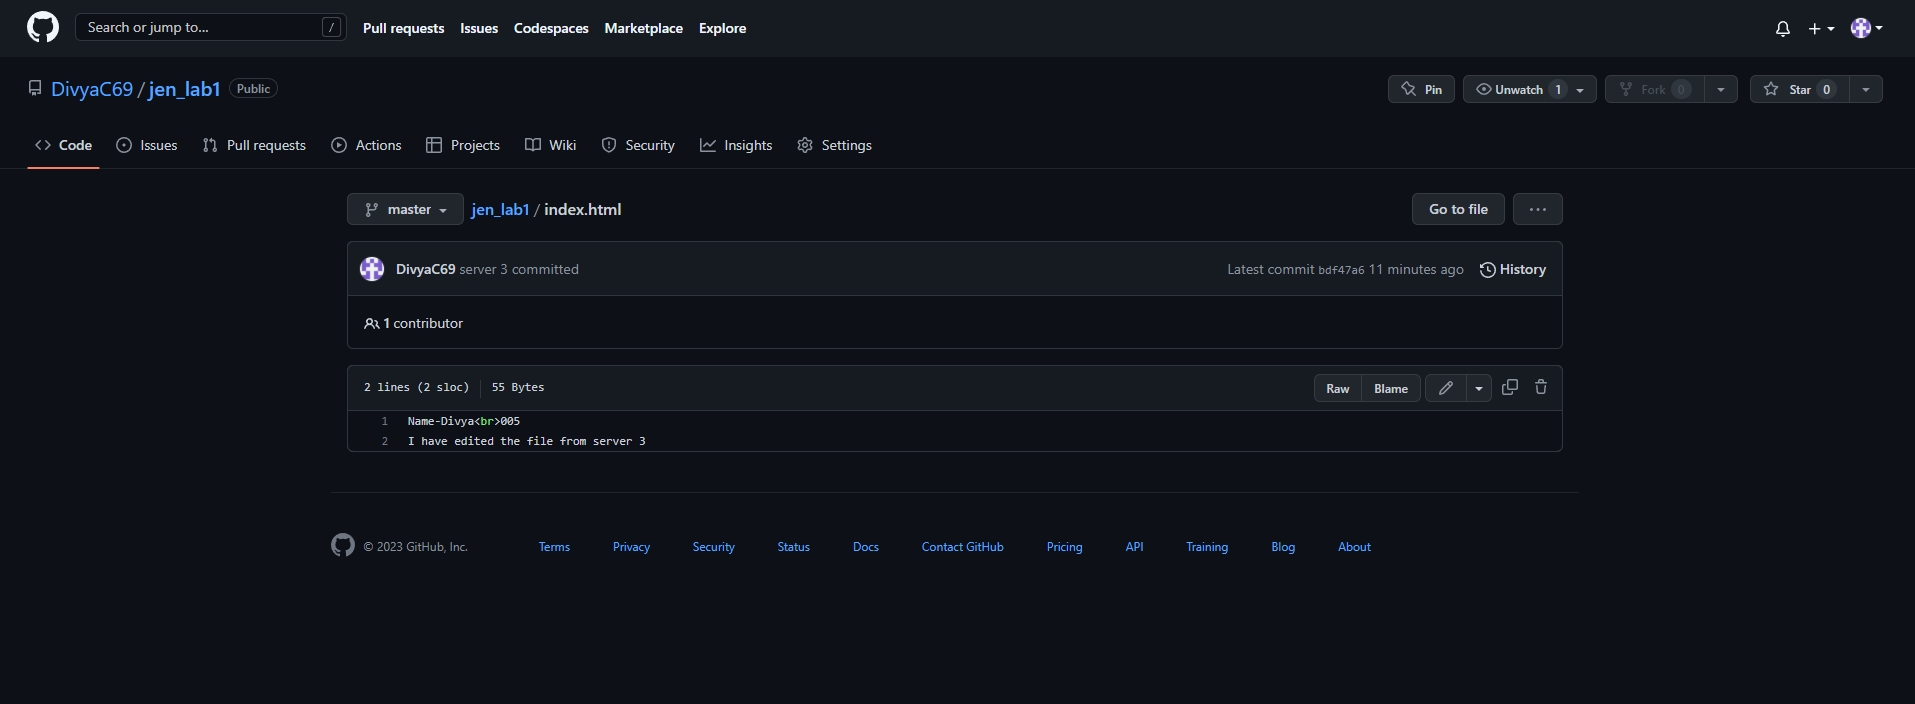 Search or jump to... /
Pull requests Issues Codespaces Marketplace Explore
DivyaC69 / jen_lab1 Public
Pin Unwatch 1 Fork 0 Star 0
Code Issues Pull requests Actions Projects Wiki Security Insights Settings
master jen_lab1 / index.html
Go to file ...
DivyaC69 server 3 committed
Latest commit bdf47a6 11 minutes ago History
1 contributor
2 lines (2 sloc) 55 Bytes
Raw Blame
1 Name-Divya<br>005
2 I have edited the file from server 3
© 2023 GitHub, Inc. Terms Privacy Security Status Docs Contact GitHub Pricing API Training Blog About